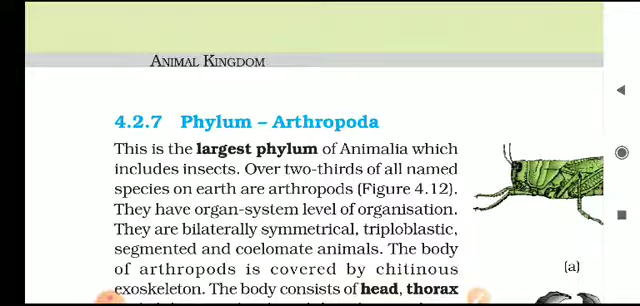 ANIMAL KINGDOM
4.2.7 Phylum – Arthropoda
This is the largest phylum of Animalia which
includes insects. Over two-thirds of all named
species on earth are arthropods (Figure 4.12).
They have organ-system level of organisation.
They are bilaterally symmetrical, triploblastic,
segmented and coelomate animals. The body
of arthropods is covered by chitinous
exoskeleton. The body consists of head, thorax
(a)